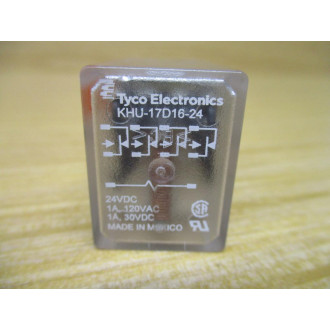 Tyco Electronics
KHU-17D16-24
24VDC
1A, 120VAC
1A, 30VDC
MADE IN MEXICO